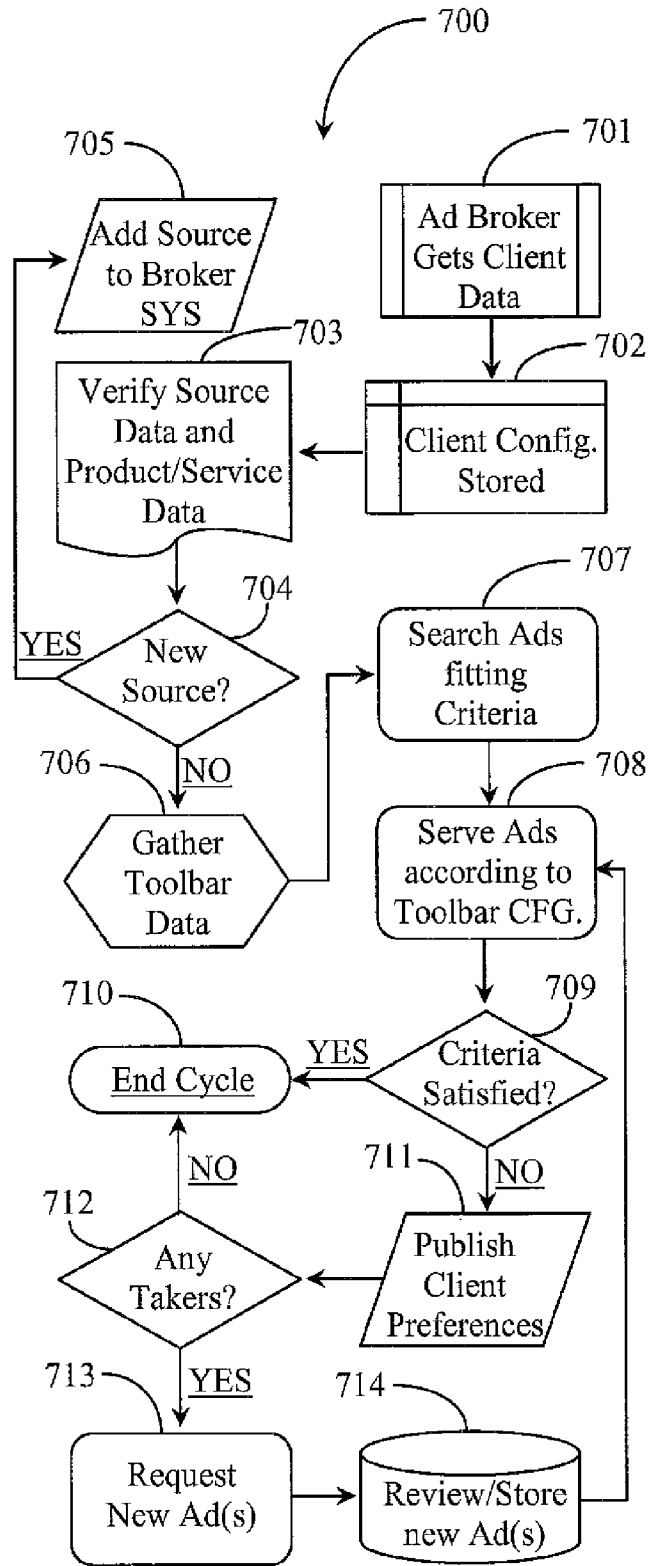 700
705
701
Add Source
to Broker
SYS
Ad Broker
Gets Client
Data
703
702
Verify Source
Data and
Product/Service
Data
Client Config.
Stored
704
707
YES
New
Source?
Search Ads
fitting
Criteria
706
NO
708
Gather
Toolbar
Data
Serve Ads
according to
Toolbar CFG.
710
709
End Cycle
YES
Criteria
Satisfied?
NO
711
NO
712
Any
Takers?
Publish
Client
Preferences
713
YES
714
Request
New Ad(s)
Review/Store
new Ad(s)